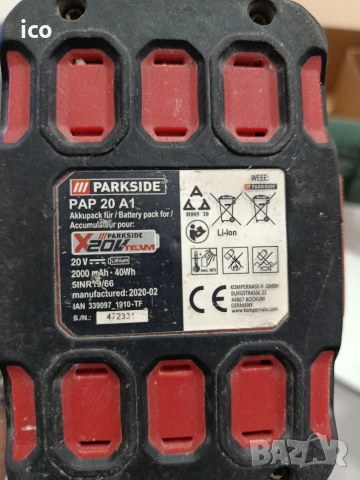 ico
/// PARKSIDE
PAP 20 A1
Akkupack für / Battery pack for /
Accumulateur pour:
/// PARKSIDE
X20V TEAM
20 V Lithium
2000 mAh - 40Wh
5INR19/66
manufactured: 2020-02
IAN 339097_1910-TF
S./N.: 472331
WEEE:
/// PARKSIDE
Li-Ion
CE
KOMPERNASS H. GMBH
BURGSTRASSE 21
44867 BOCHUM
GERMANY
www.kompernass.com
BAZAR
bg